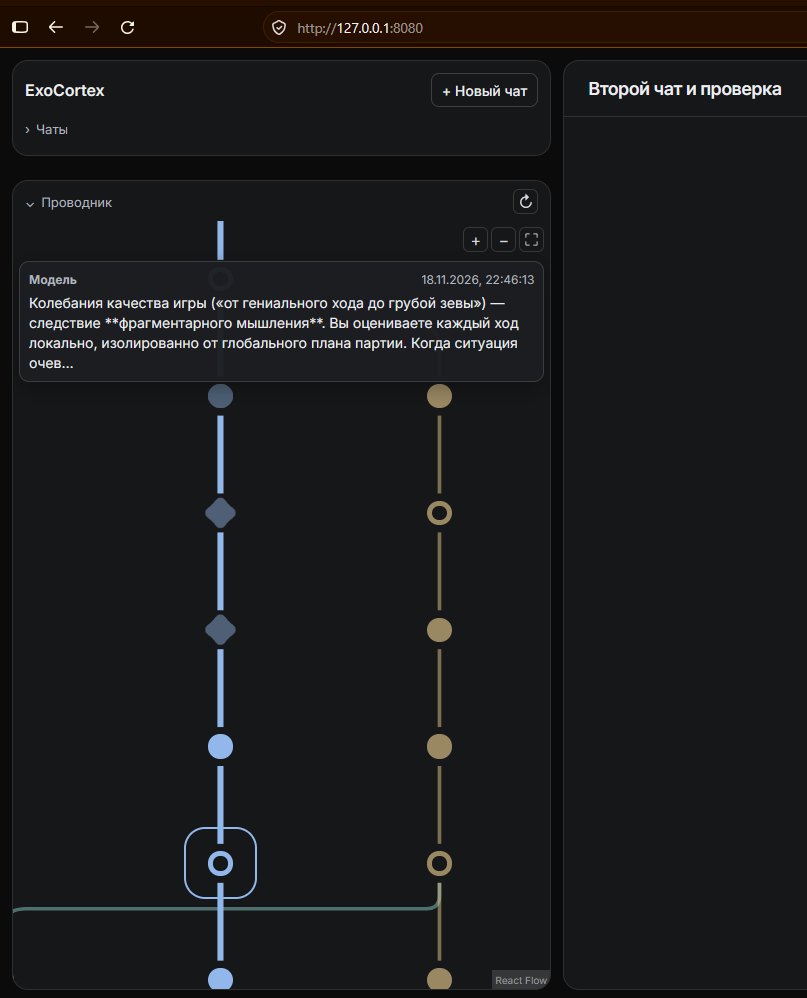 http://127.0.0.1:8080
ExoCortex
+ Новый чат
› Чаты
Второй чат и проверка
Проводник
+
−
Модель
18.11.2026, 22:46:13
Колебания качества игры («от гениального хода до грубой зевы») —
следствие **фрагментарного мышления**. Вы оцениваете каждый ход
локально, изолированно от глобального плана партии. Когда ситуация
очев...
React Flow